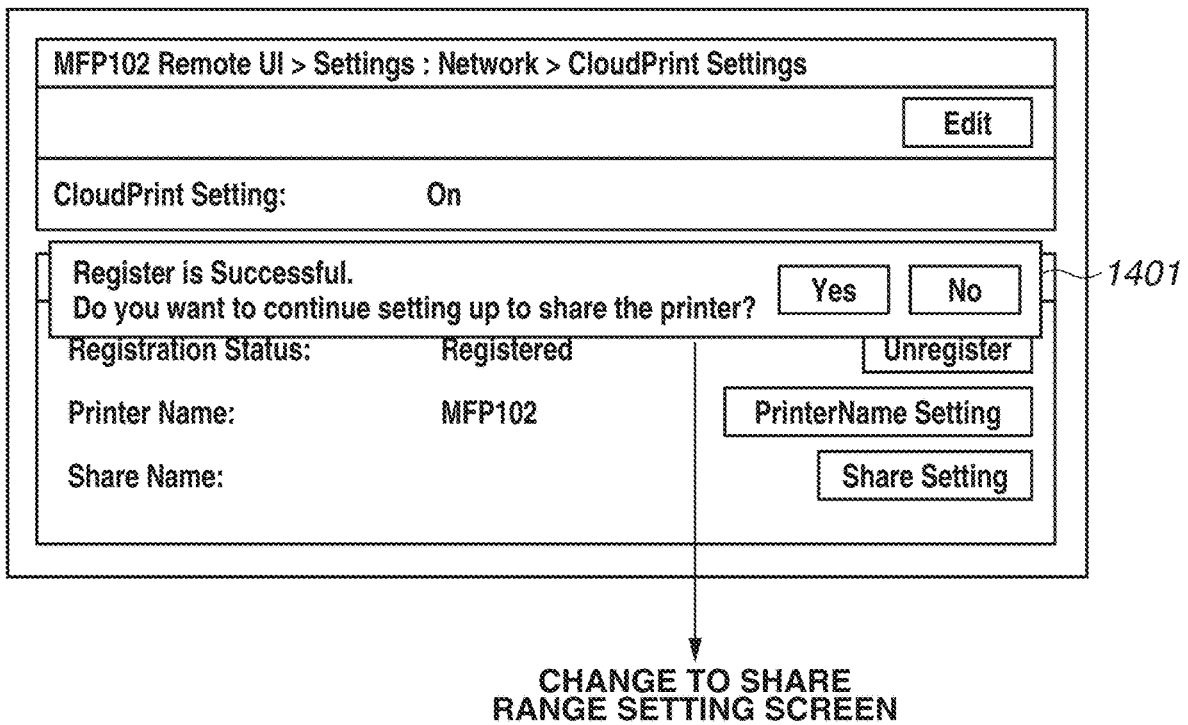 MFP102 Remote UI > Settings : Network > CloudPrint Settings
Edit
CloudPrint Setting: On
Register is Successful.
Do you want to continue setting up to share the printer? Yes No
1401
Registration Status: Registered Unregister
Printer Name: MFP102 PrinterName Setting
Share Name: Share Setting
CHANGE TO SHARE
RANGE SETTING SCREEN